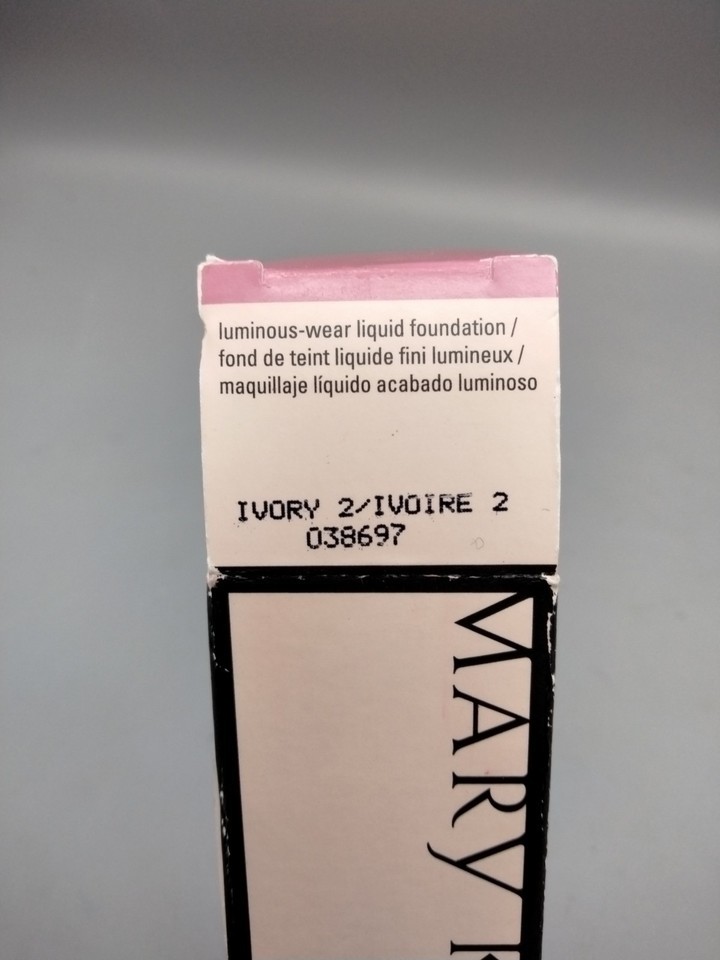 luminous-wear liquid foundation /
fond de teint liquide fini lumineux /
maquillaje líquido acabado luminoso
IVORY 2/IVOIRE 2
038697
MARY K